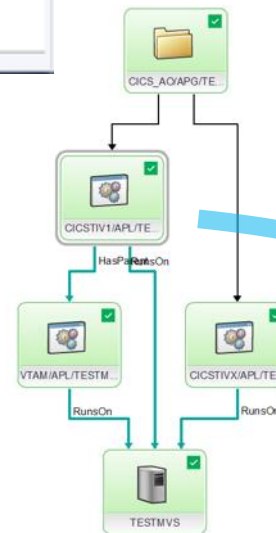 CICS_AO/APG/TE...
CICSTIV1/APL/TE...
HasParent
RunsOn
VTAM/APL/TESTM...
CICSTIVX/APL/TE
RunsOn
RunsOn
TESTMVS